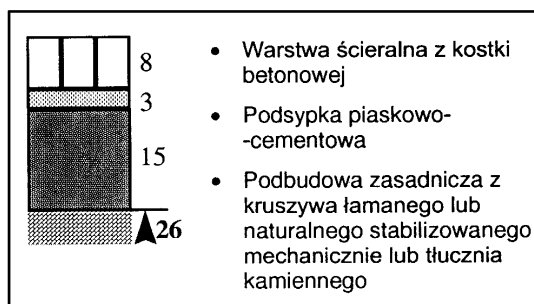 8
3
15
26
• Warstwa ścieralna z kostki
betonowej
• Podsypka piaskowo-
-cementowa
• Podbudowa zasadnicza z
kruszywa łamanego lub
naturalnego stabilizowanego
mechanicznie lub tłucznia
kamiennego